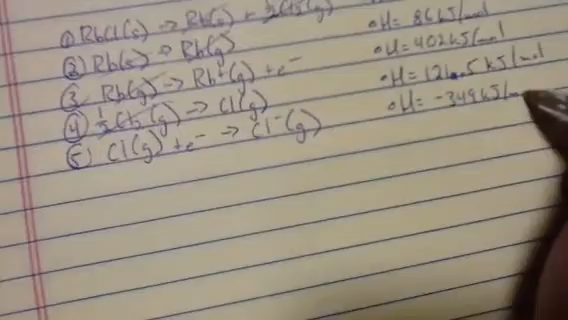 ① RbCl(s) → Rb(s) + ½Cl₂(g)
② Rb(s) → Rb(g) ΔH = 86 kJ/mol
③ Rb(g) → Rb⁺(g) + e⁻ ΔH = 402 kJ/mol
④ ½Cl₂(g) → Cl(g) ΔH = 121.5 kJ/mol
⑤ Cl(g) + e⁻ → Cl⁻(g) ΔH = -349 kJ/m